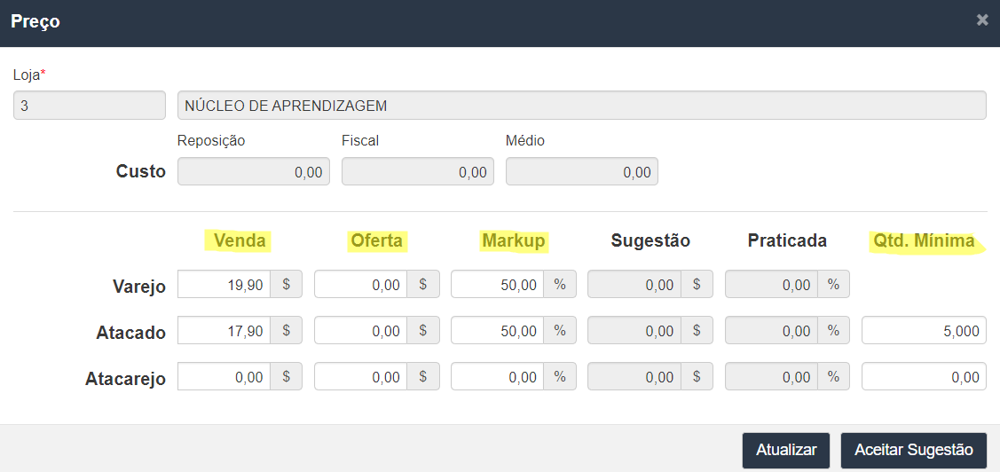 Preço ×
Loja*
3 NÚCLEO DE APRENDIZAGEM
Reposição Fiscal Médio
Custo 0,00 0,00 0,00
Venda Oferta Markup Sugestão Praticada Qtd. Mínima
Varejo 19,90 $ 0,00 $ 50,00 % 0,00 $ 0,00 %
Atacado 17,90 $ 0,00 $ 50,00 % 0,00 $ 0,00 % 5,000
Atacarejo 0,00 $ 0,00 $ 0,00 % 0,00 $ 0,00 % 0,00
Atualizar Aceitar Sugestão